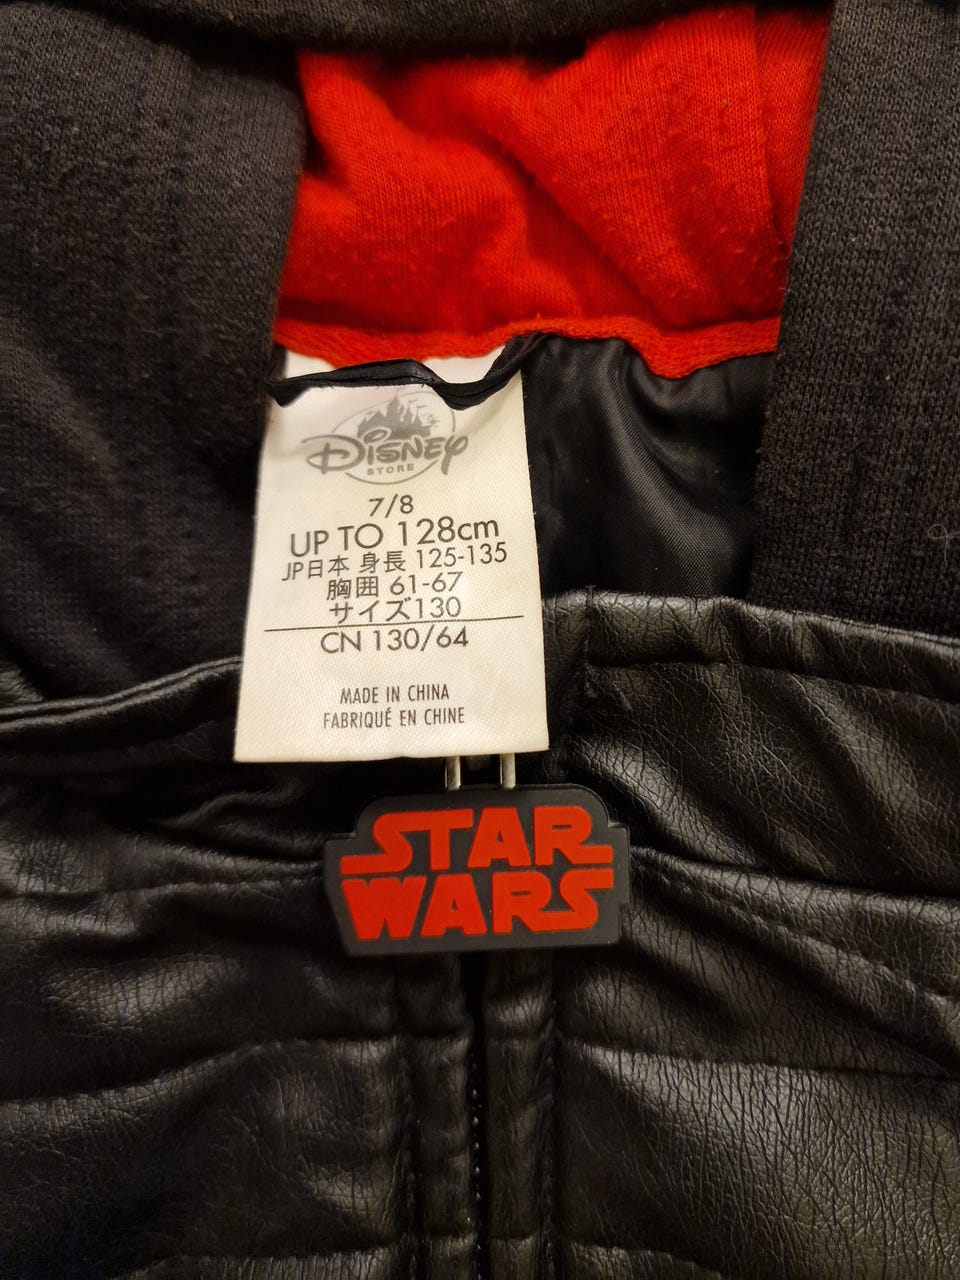 Disney
STORE
7/8
UP TO 128cm
JP日本 身長 125-135
胸囲 61-67
サイズ130
CN 130/64
MADE IN CHINA
FABRIQUÉ EN CHINE
STAR
WARS